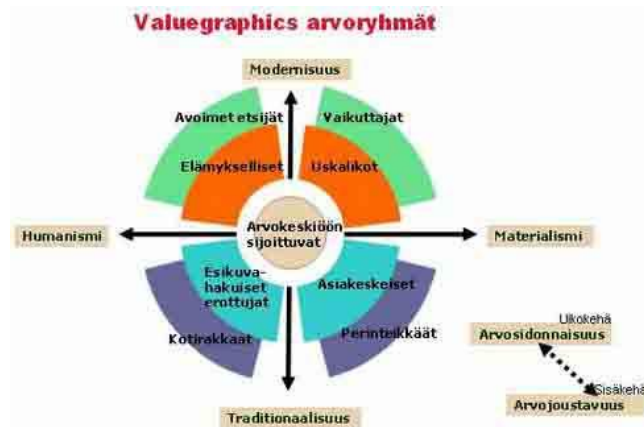 Valuegraphics arvoryhmät
Modernisuus
Avoimet etsijät
Vaikuttajat
Elämykselliset
Uskalikot
Humanismi
Arvokeskiöön
sijoittuvat
Materialismi
Esikuva-
hakuiset
erottujat
Asiakeskeiset
Kotirakkaat
Perinteikkäät
Ulkokehä
Arvosidonnaisuus
Sisäkehä
Arvojoustavuus
Traditionaalisuus